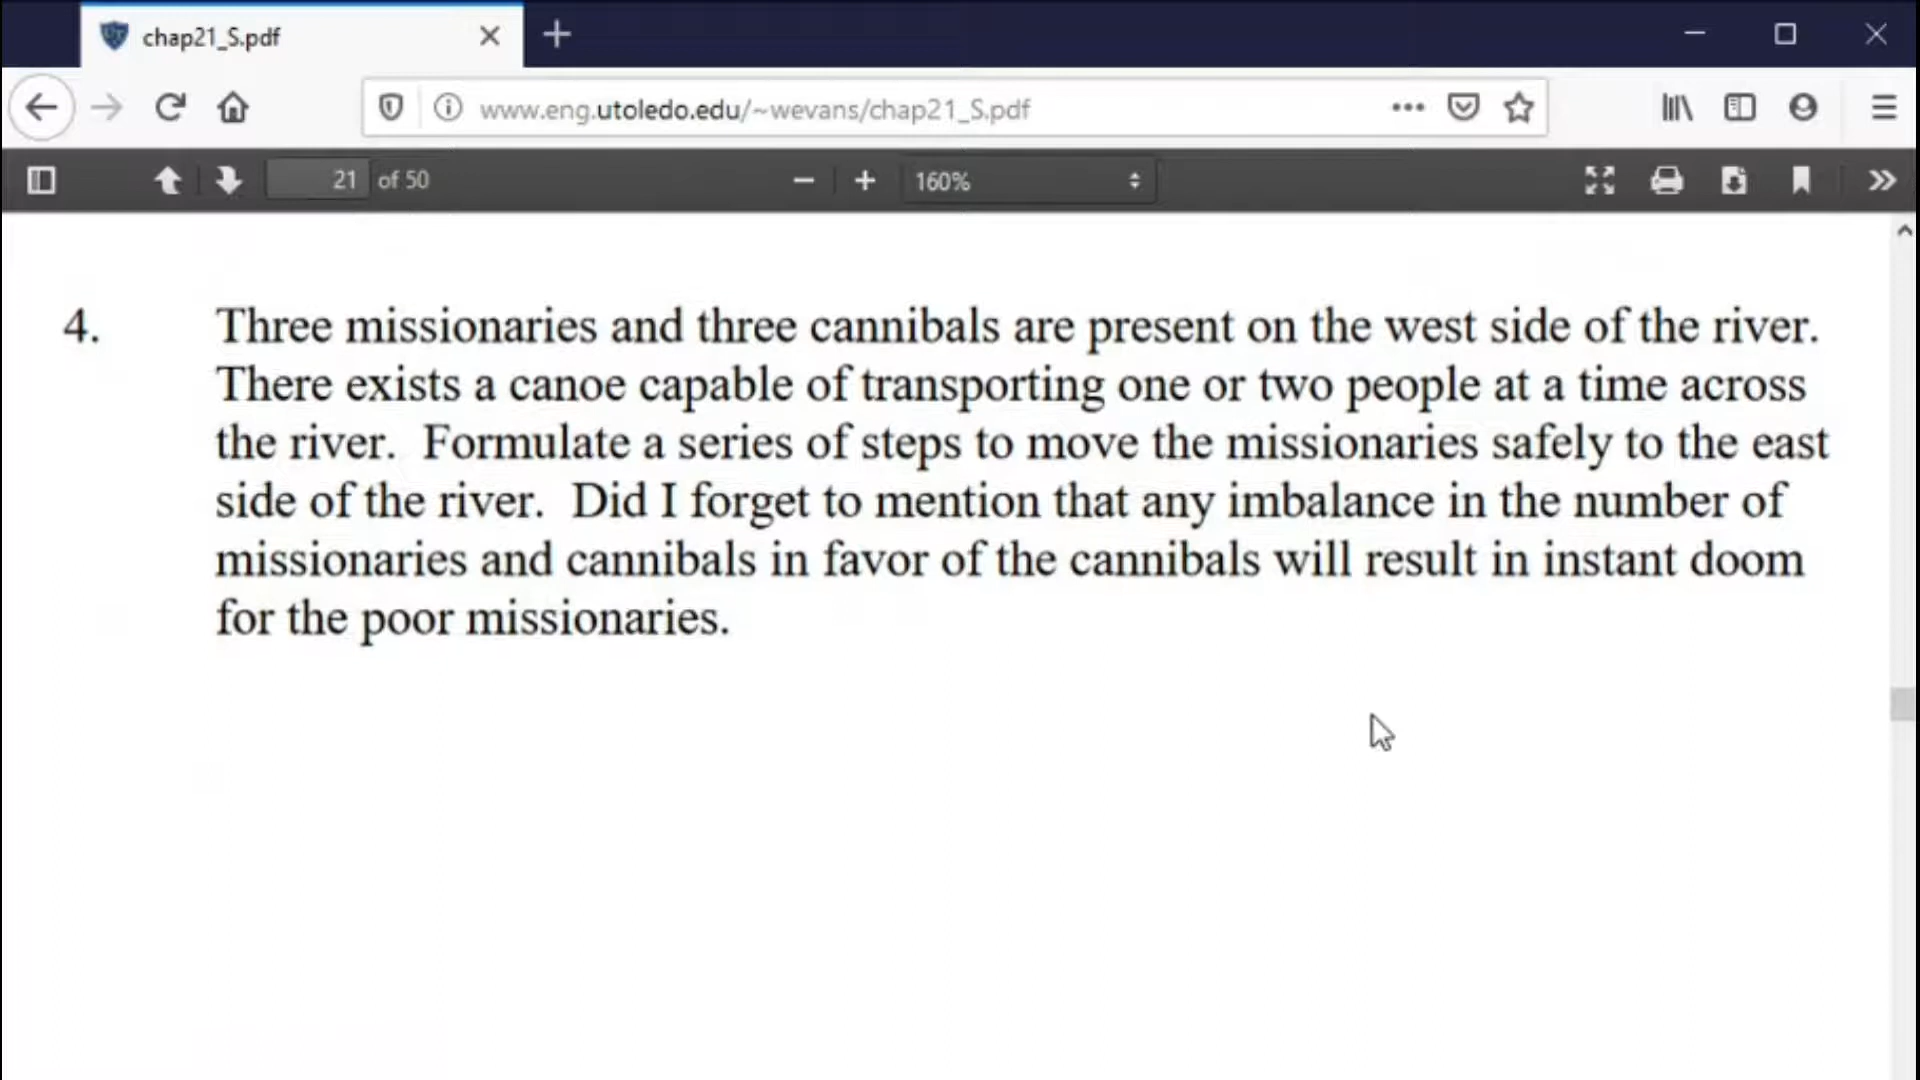 chap21_S.pdf
www.eng.utoledo.edu/~wevans/chap21_S.pdf
21 of 50
160%
4. Three missionaries and three cannibals are present on the west side of the river.
There exists a canoe capable of transporting one or two people at a time across
the river. Formulate a series of steps to move the missionaries safely to the east
side of the river. Did I forget to mention that any imbalance in the number of
missionaries and cannibals in favor of the cannibals will result in instant doom
for the poor missionaries.